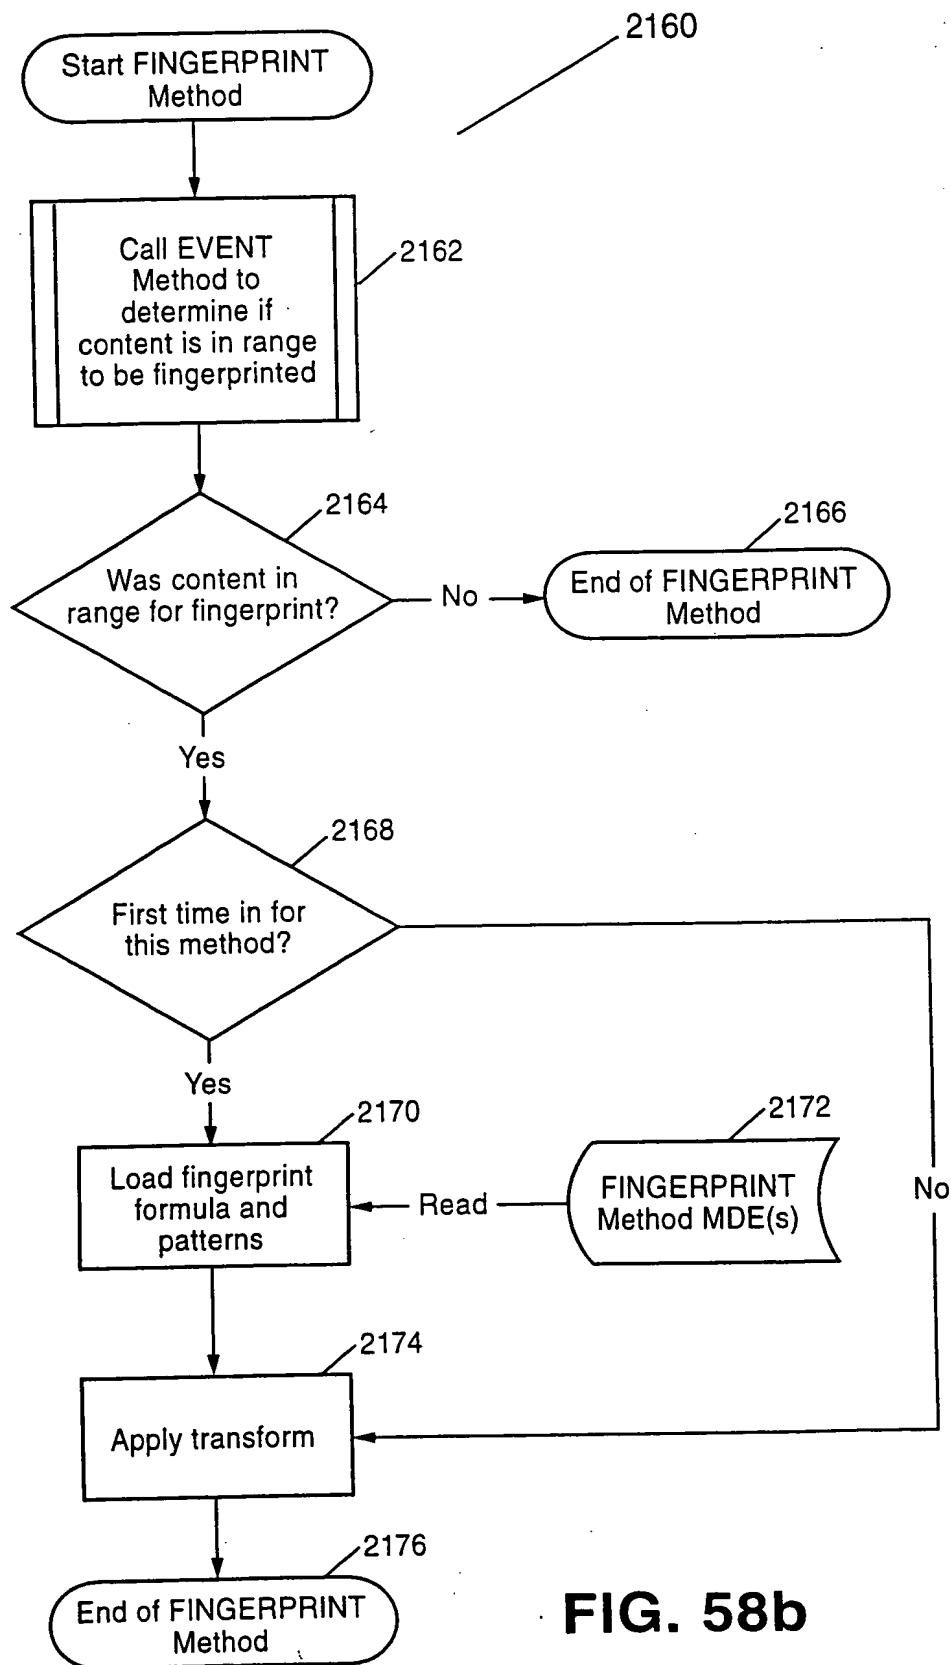 2160
Start FINGERPRINT
Method
Call EVENT
Method to
determine if
content is in range
to be fingerprinted
2162
2164
Was content in
range for fingerprint?
No
2166
End of FINGERPRINT
Method
Yes
2168
First time in for
this method?
Yes
No
2170
Load fingerprint
formula and
patterns
Read
2172
FINGERPRINT
Method MDE(s)
2174
Apply transform
2176
End of FINGERPRINT
Method
FIG. 58b